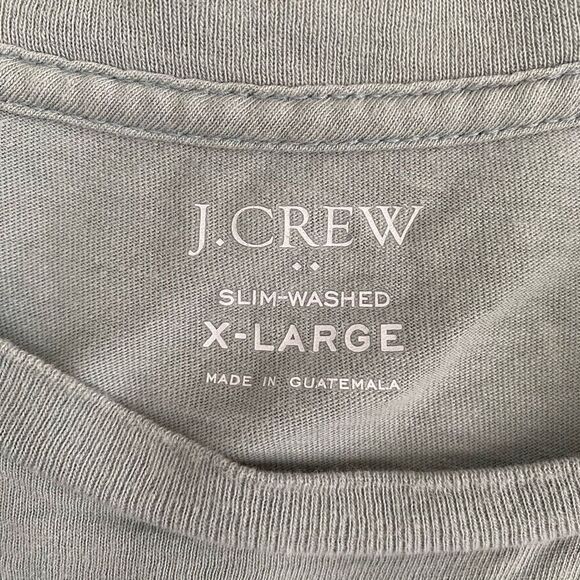 J.CREW
SLIM-WASHED
X-LARGE
MADE IN GUATEMALA